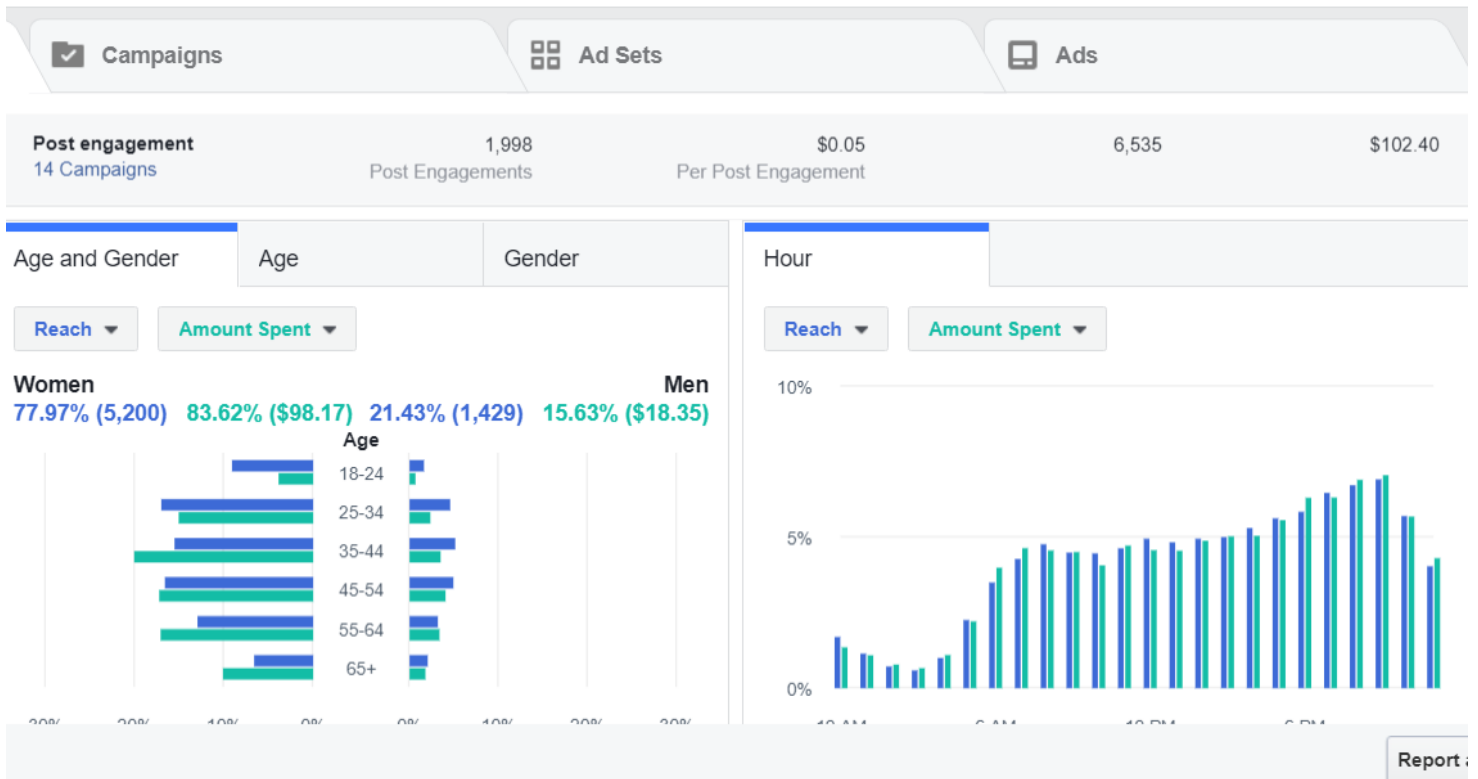 Campaigns
Ad Sets
Ads
Post engagement 1,998 $0.05 6,535 $102.40
14 Campaigns Post Engagements Per Post Engagement
Age and Gender Age Gender
Reach Amount Spent
Women Men
77.97% (5,200) 83.62% ($98.17) 21.43% (1,429) 15.63% ($18.35)
Age
18-24
25-34
35-44
45-54
55-64
65+
Hour
Reach Amount Spent
10%
5%
0%
Report